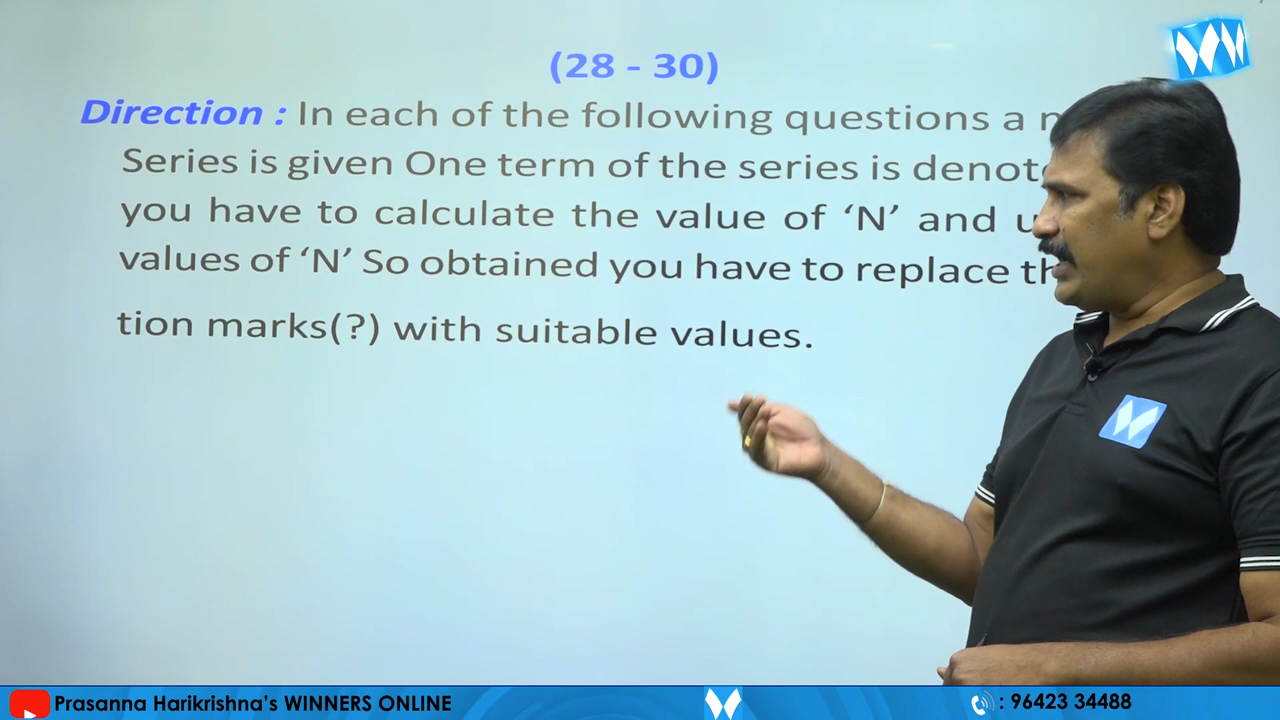 (28 - 30)
Direction : In each of the following questions a
Series is given One term of the series is
you have to calculate the value of ‘N’ and
values of ‘N’ So obtained you have to replace
tion marks(?) with suitable values.
Prasanna Harikrishna's WINNERS ONLINE
: 96423 34488